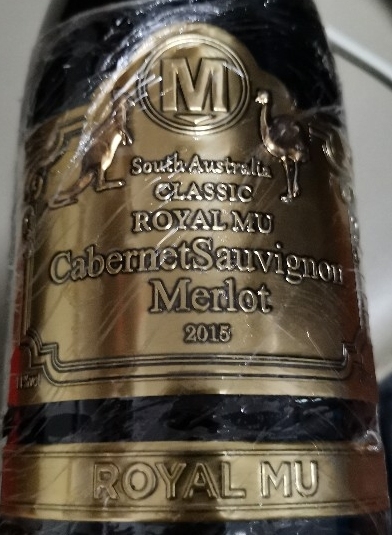 M
South Australia
CLASSIC
ROYAL MU
CabernetSauvignon
Merlot
2015
ROYAL MU